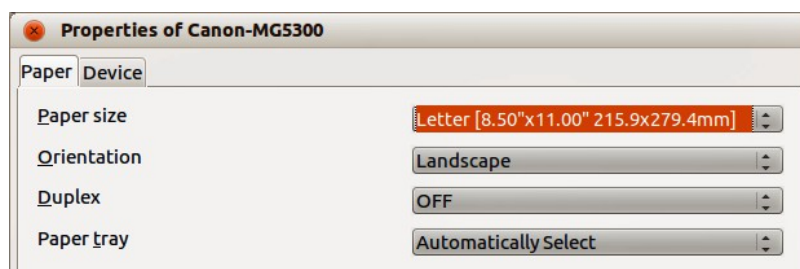 Properties of Canon-MG5300
Paper Device
Paper size Letter [8.50"x11.00" 215.9x279.4mm]
Orientation Landscape
Duplex OFF
Paper tray Automatically Select